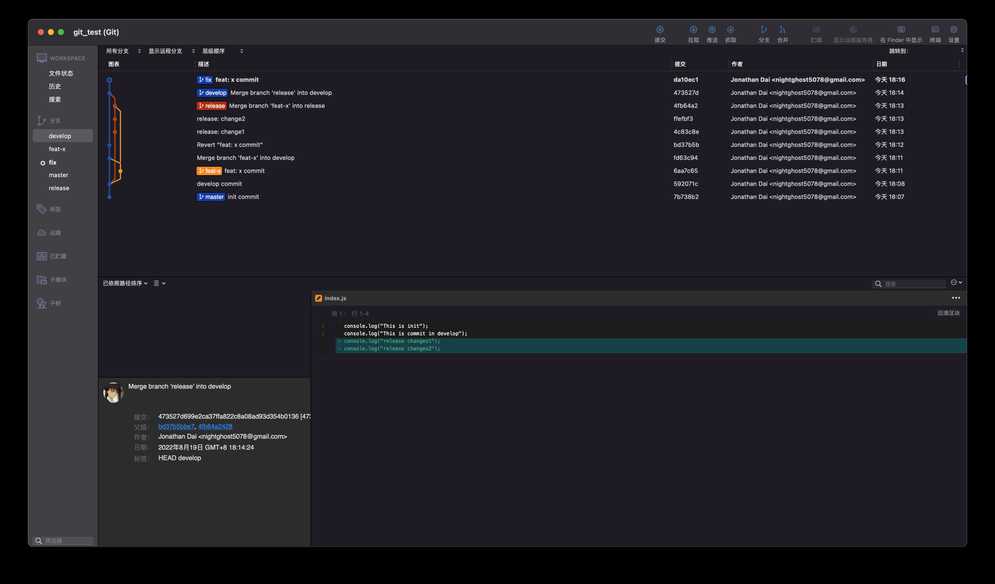 git_test (Git)
提交 拉取 推送 抓取 分支 合并 贮藏 在 Finder 中显示 终端 设置
所有分支 显示远程分支 层级顺序 跳转到:
图表 描述 提交 作者 日期
fix feat: x commit da10ec1 Jonathan Dai <nightghost5078@gmail.com> 今天 18:16
develop Merge branch 'release' into develop 473527d Jonathan Dai <nightghost5078@gmail.com> 今天 18:14
release Merge branch 'feat-x' into release 4fb64a2 Jonathan Dai <nightghost5078@gmail.com> 今天 18:13
release: change2 ffefbf3 Jonathan Dai <nightghost5078@gmail.com> 今天 18:13
release: change1 4c83c8e Jonathan Dai <nightghost5078@gmail.com> 今天 18:13
Revert "feat: x commit" bd37b5b Jonathan Dai <nightghost5078@gmail.com> 今天 18:12
Merge branch 'feat-x' into develop fd63c94 Jonathan Dai <nightghost5078@gmail.com> 今天 18:11
feat-x feat: x commit 6aa7c65 Jonathan Dai <nightghost5078@gmail.com> 今天 18:11
develop commit 592071c Jonathan Dai <nightghost5078@gmail.com> 今天 18:08
master init commit 7b738b2 Jonathan Dai <nightghost5078@gmail.com> 今天 18:07
WORKSPACE
文件状态
历史
搜索
分支
develop
feat-x
fix
master
release
标签
远端
已贮藏
子模块
子树
过滤器
已依照路径排序 搜索
index.js
块 1: 行 1-4 回滚区块
console.log("This is init");
console.log("This is commit in develop");
+ console.log("release changes1");
+ console.log("release changes2");
Merge branch 'release' into develop
提交: 473527d699e2ca37ffa822c8a08ad93d354b0136 [473
父级: bd37b5bbe7, 4fb64a2428
作者: Jonathan Dai <nightghost5078@gmail.com>
日期: 2022年8月19日 GMT+8 18:14:24
标签: HEAD develop